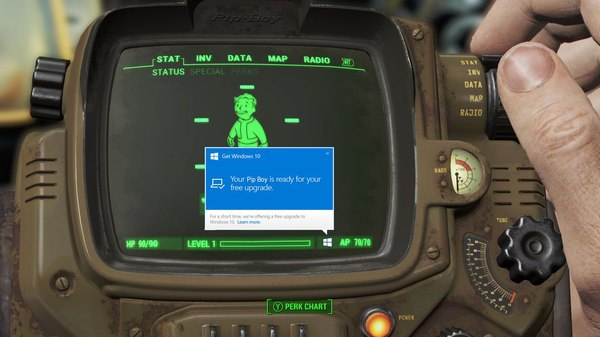 Pip-Boy
STAT INV DATA MAP RADIO RT
STATUS SPECIAL PERKS
STAT
INV
DATA
MAP
RADIO
Get Windows 10
Your Pip Boy is ready for your
free upgrade.
For a short time, we're offering a free upgrade to
Windows 10. Learn more.
RADS
TUNE
HP 90/90 LEVEL 1 AP 70/70
Y) PERK CHART
POWER